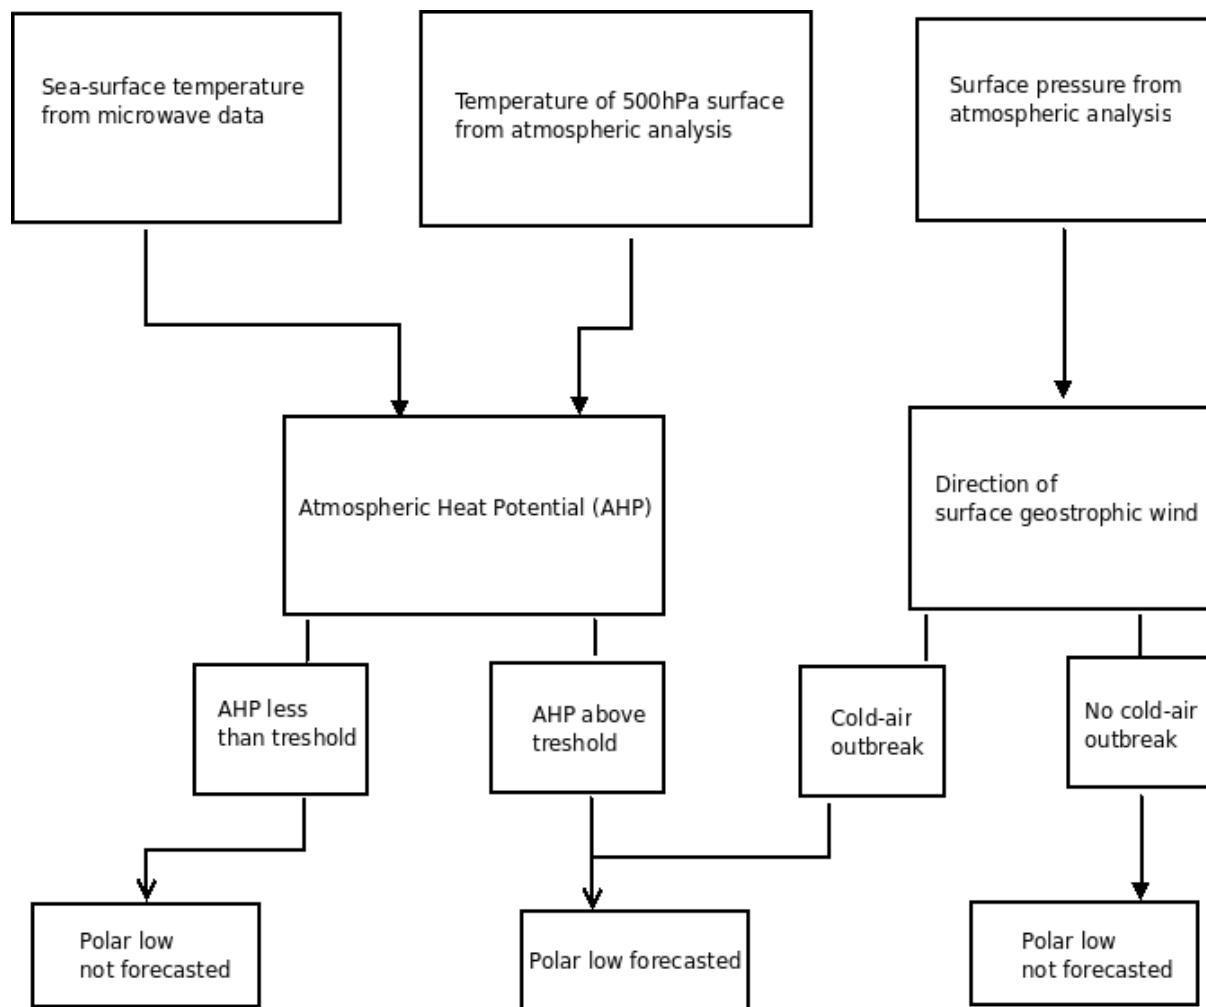 Sea-surface temperature
from microwave data
Temperature of 500hPa surface
from atmospheric analysis
Surface pressure from
atmospheric analysis
Atmospheric Heat Potential (AHP)
Direction of
surface geostrophic wind
AHP less
than treshold
AHP above
treshold
Cold-air
outbreak
No cold-air
outbreak
Polar low
not forecasted
Polar low forecasted
Polar low
not forecasted